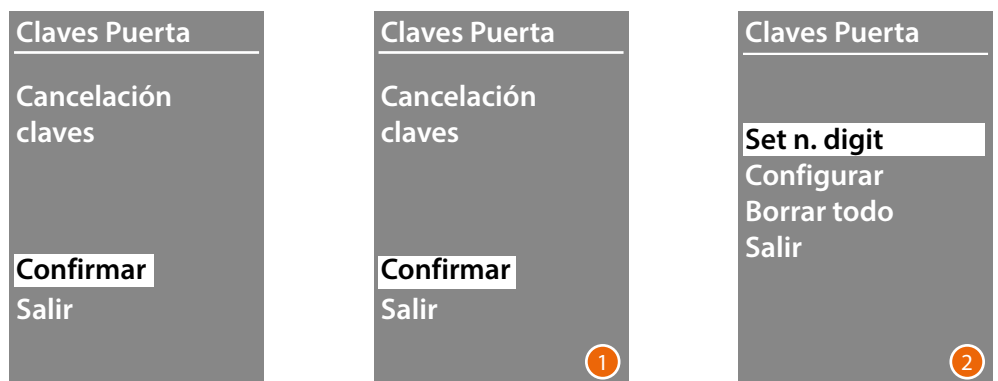 Claves Puerta
Cancelación
claves
Confirmar
Salir
Claves Puerta
Cancelación
claves
Confirmar
Salir
1
Claves Puerta
Set n. digit
Configurar
Borrar todo
Salir
2